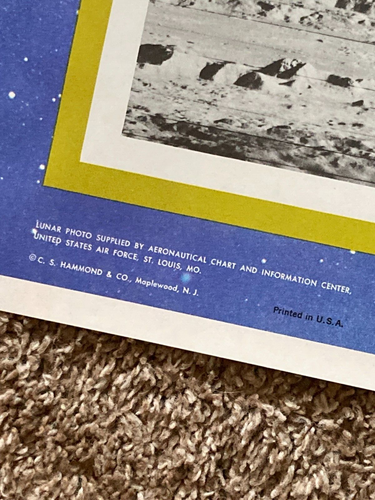 LUNAR PHOTO SUPPLIED BY AERONAUTICAL CHART AND INFORMATION CENTER,
UNITED STATES AIR FORCE, ST. LOUIS, MO.
© C. S. HAMMOND & CO., Maplewood, N. J.
Printed in U.S.A.